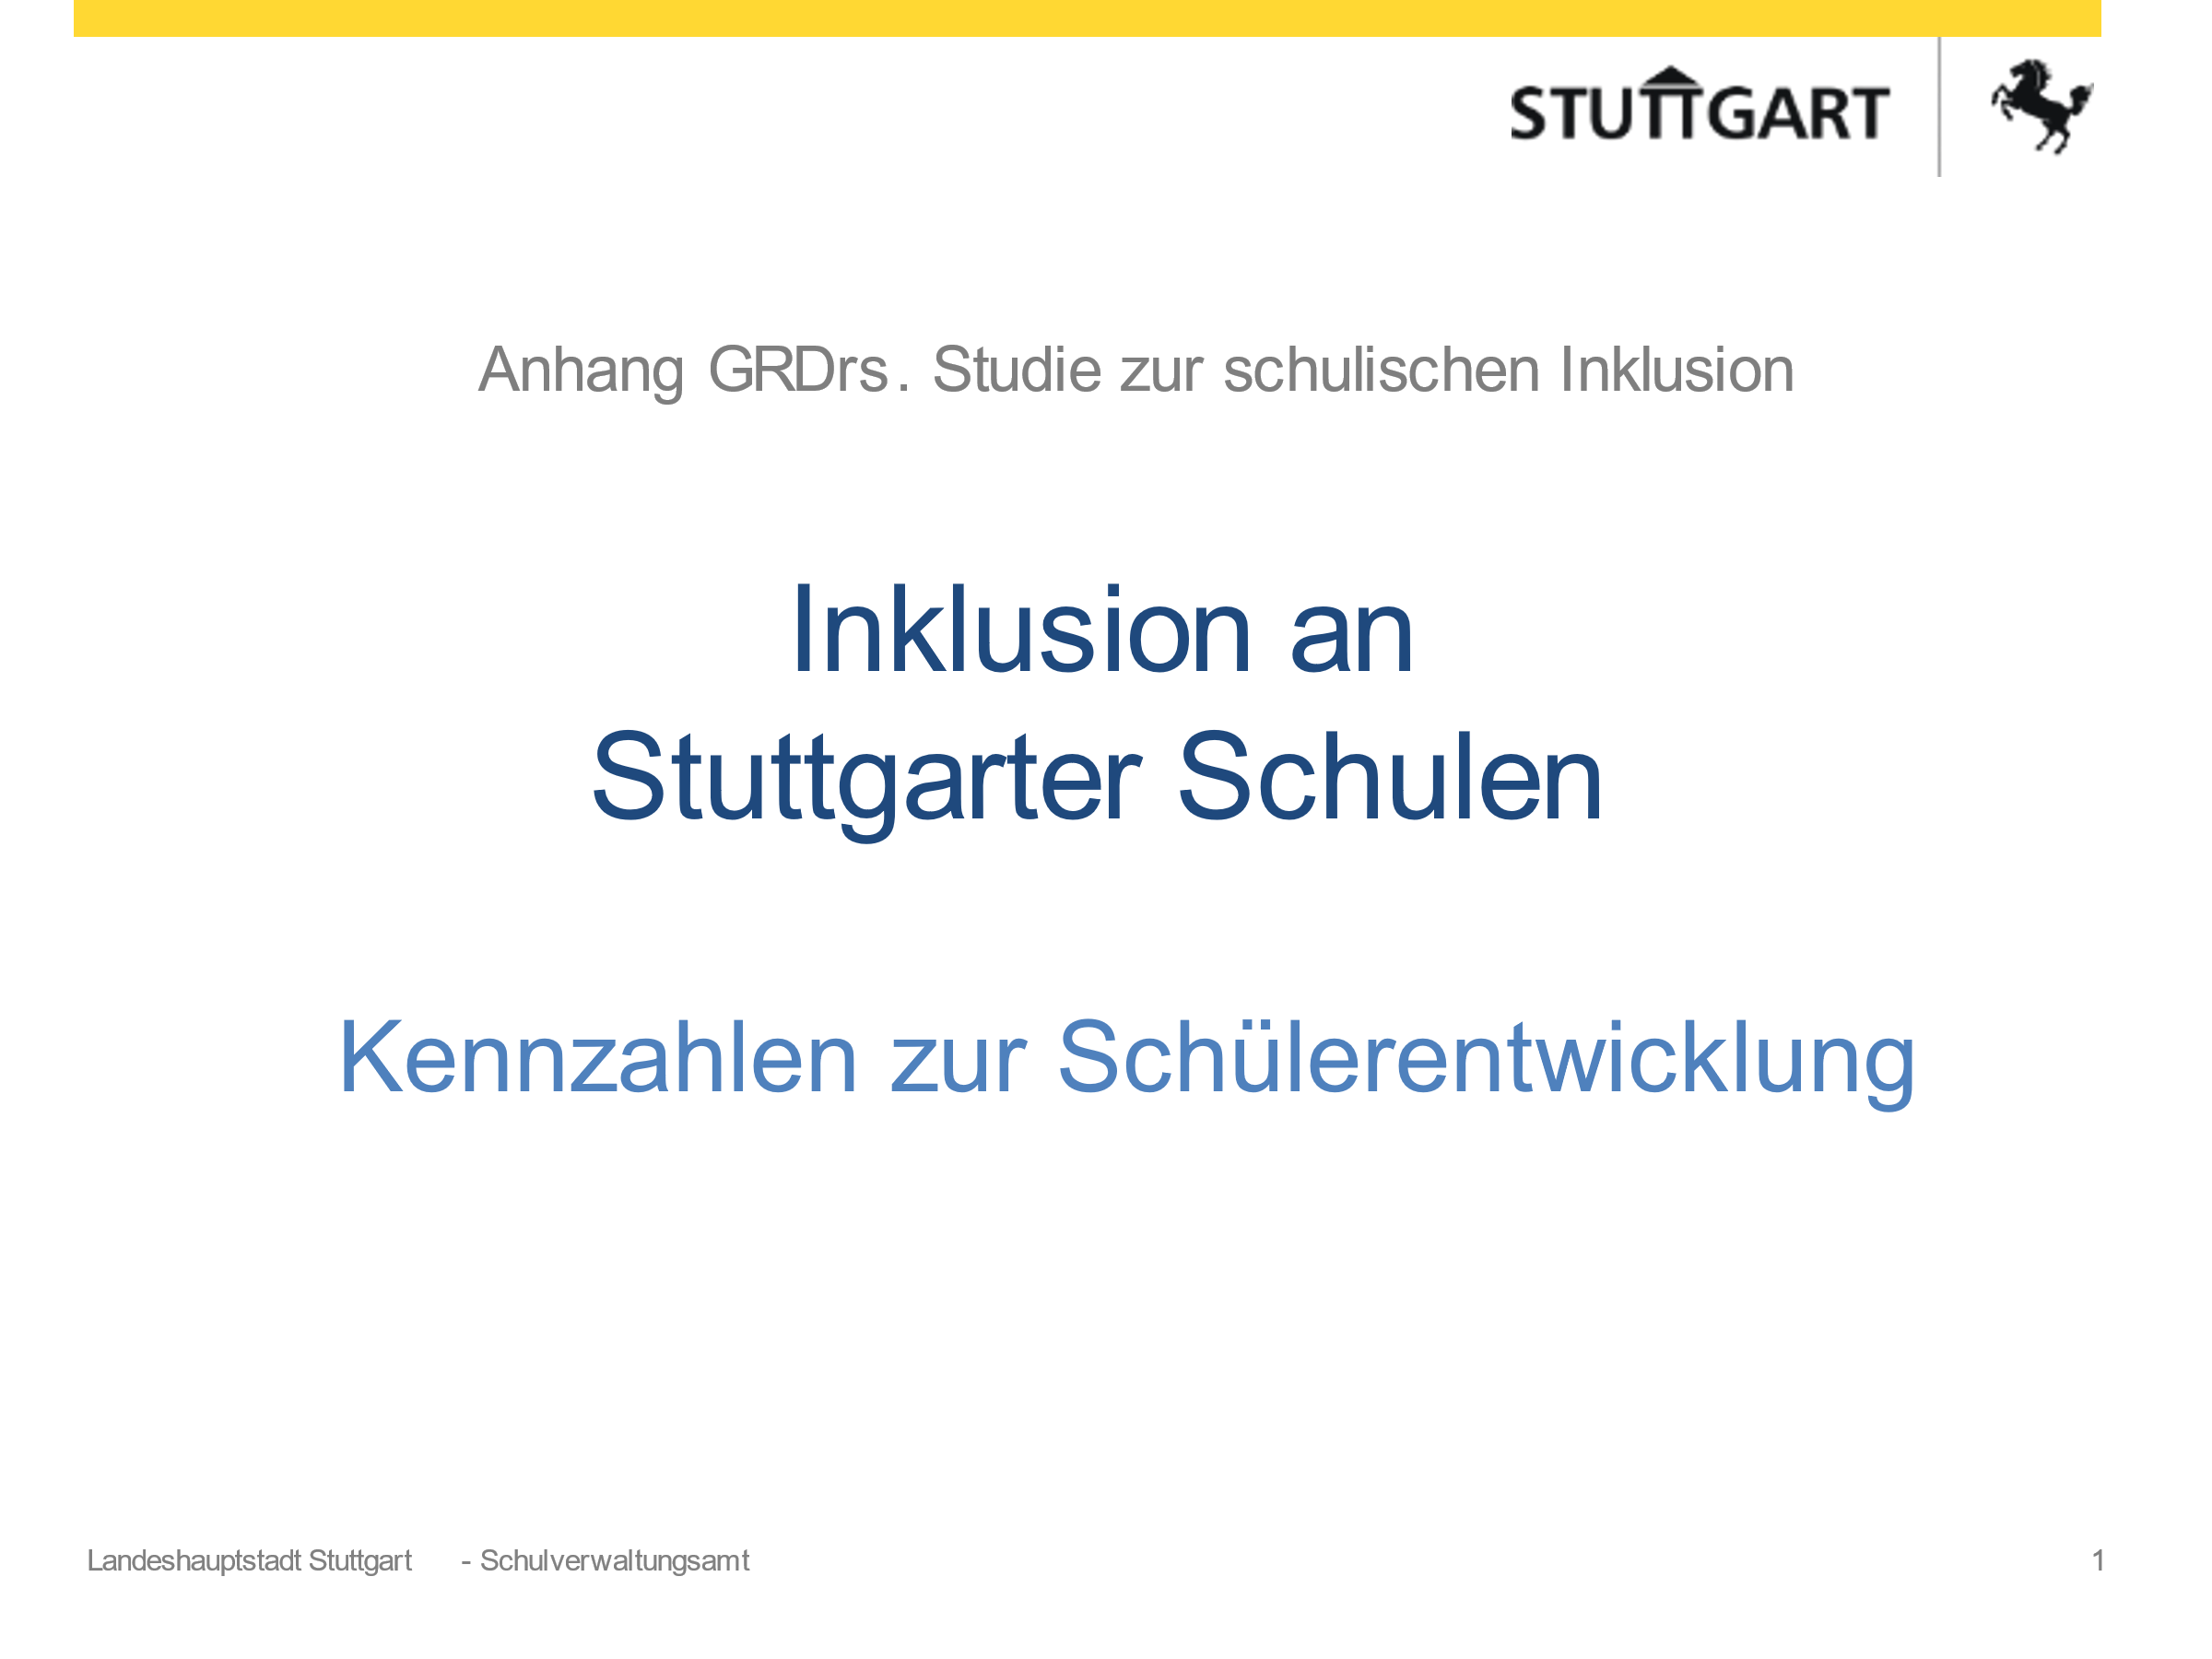 STUTTGART
Anhang GRDrs. Studie zur schulischen Inklusion
Inklusion an
Stuttgarter Schulen
Kennzahlen zur Schülerentwicklung
Landeshauptstadt Stuttgart - Schulverwaltungsamt
1